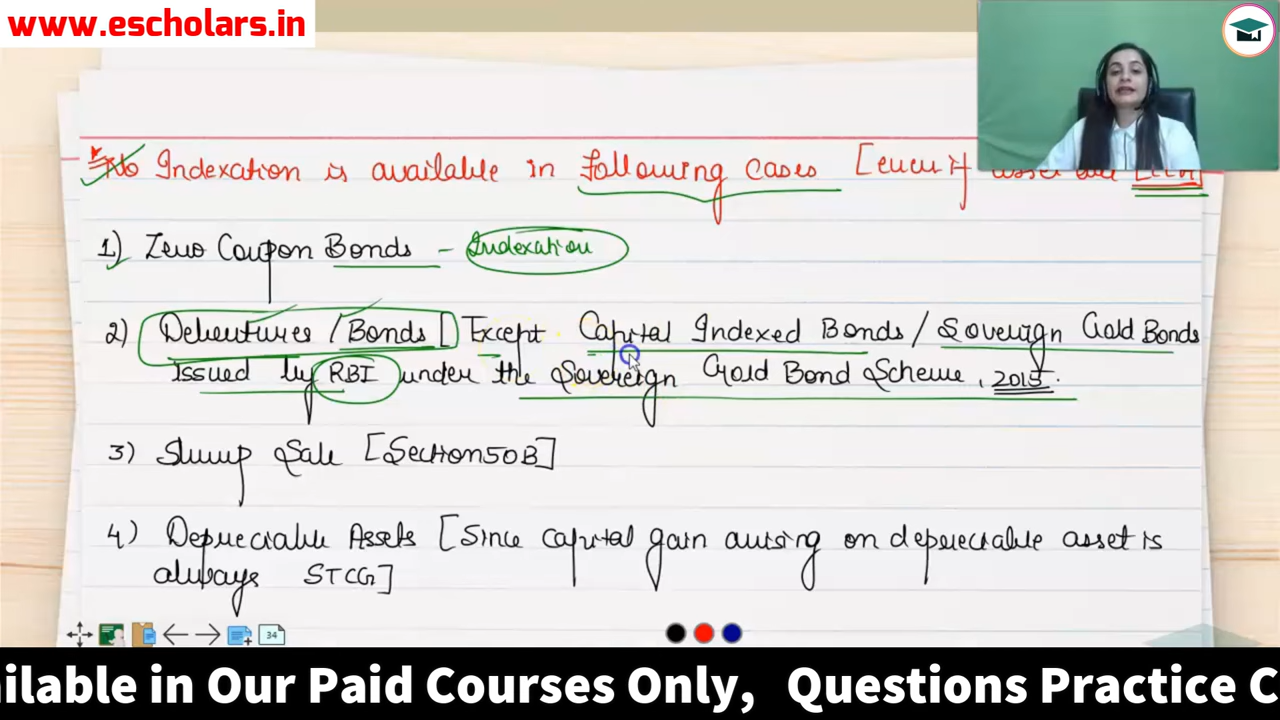 www.escholars.in
No Indexation is available in following cases [even if asset
1) Zero Coupon Bonds - Indexation
2) Debentures / Bonds [Except Capital Indexed Bonds / Sovereign Gold Bonds
issued by RBI under the Sovereign Gold Bond Scheme, 2015.
3) Slump Sale [Section 50B]
4) Depreciable Assets [Since capital gain arising on depreciable asset is
always STCG]
34
ailable in Our Paid Courses Only, Questions Practice C